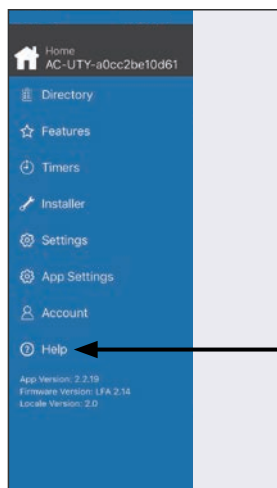 Home
AC-UTY-a0cc2be10d61
Directory
Features
Timers
Installer
Settings
App Settings
Account
Help
App Version: 2.2.19
Firmware Version: LFA 2.14
Locale Version: 2.0